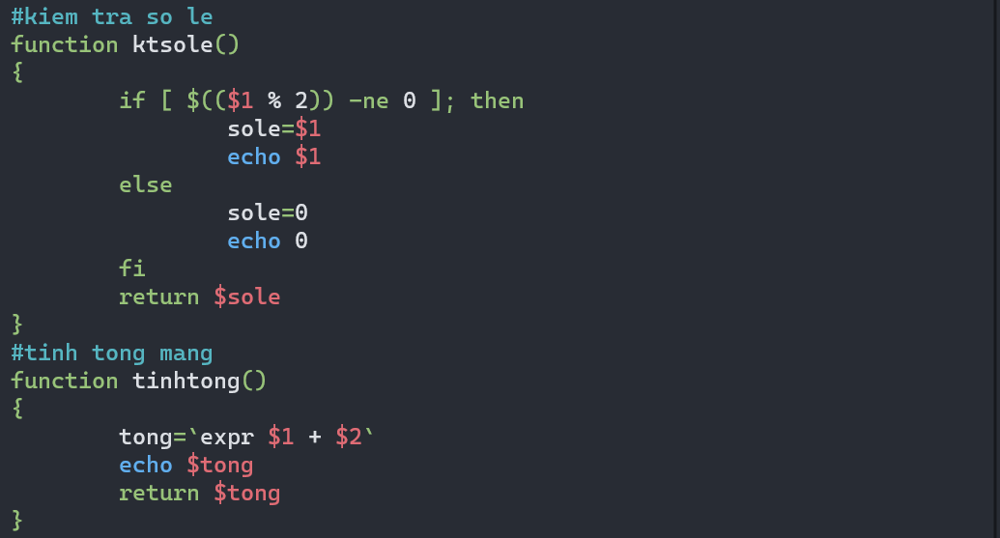 #kiem tra so le
function ktsole()
{
        if [ $(($1 % 2)) -ne 0 ]; then
                sole=$1
                echo $1
        else
                sole=0
                echo 0
        fi
        return $sole
}
#tinh tong mang
function tinhtong()
{
        tong=`expr $1 + $2`
        echo $tong
        return $tong
}